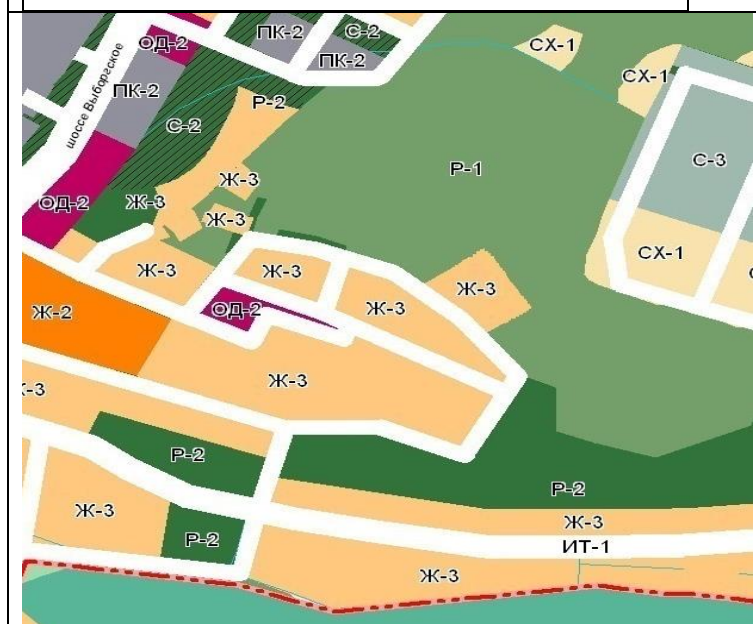 ОД-2
ПК-2
С-2
СХ-1
ПК-2
СХ-1
шоссе Выборгское
ПК-2
Р-2
С-2
С-3
Р-1
Ж-3
Ж-3
ОД-2
Ж-3
СХ-1
Ж-3
Ж-3
Ж-3
Ж-2
ОД-2
Ж-3
Ж-3
Р-2
Р-2
Ж-3
Ж-3
Р-2
ИТ-1
Ж-3